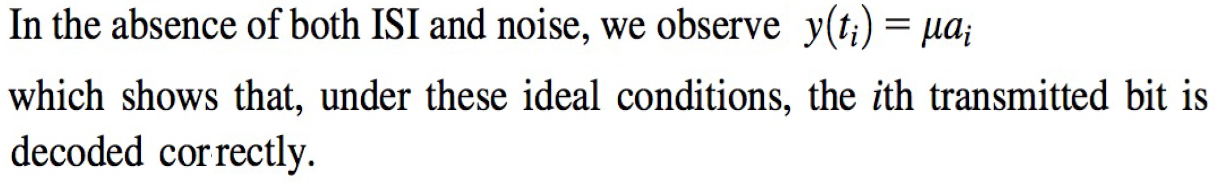 In the absence of both ISI and noise, we observe y(tᵢ) = μaᵢ
which shows that, under these ideal conditions, the ith transmitted bit is
decoded correctly.